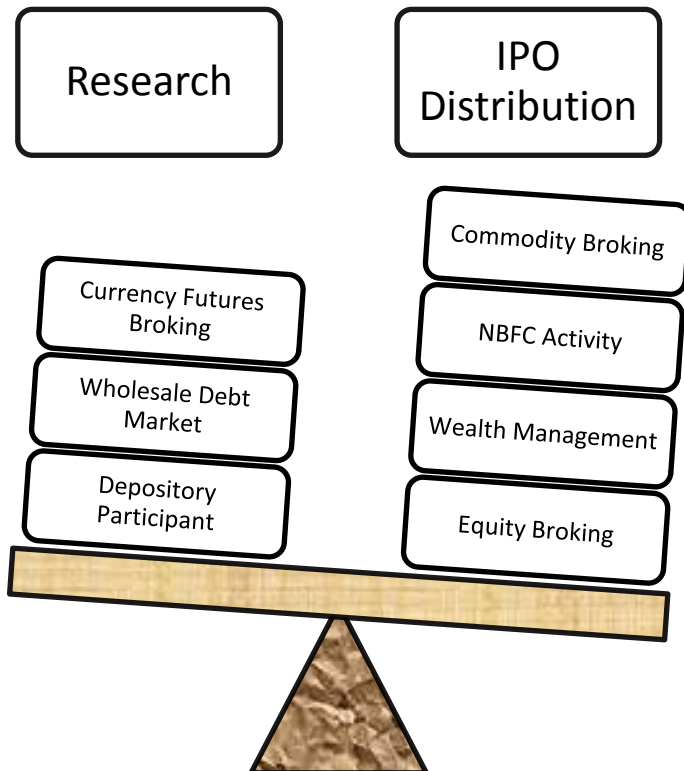 Research
IPO
Distribution
Currency Futures
Broking
Wholesale Debt
Market
Depository
Participant
Commodity Broking
NBFC Activity
Wealth Management
Equity Broking